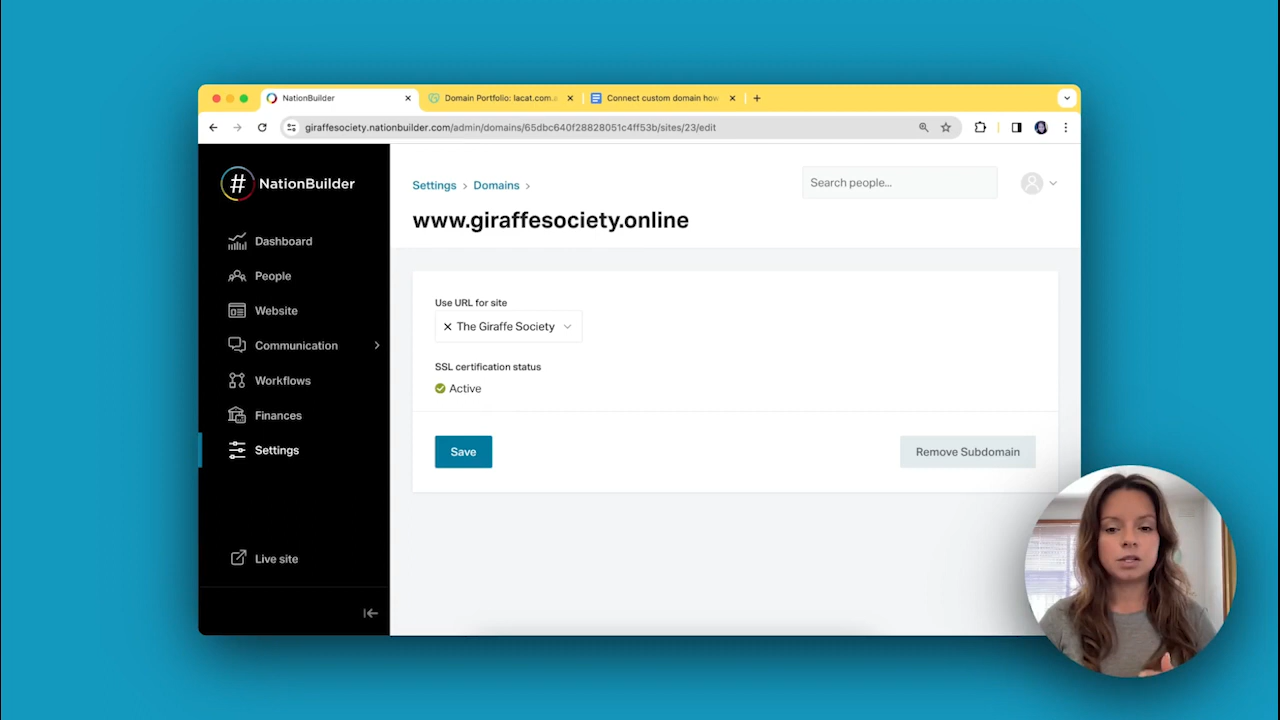 NationBuilder
Domain Portfolio: lacat.com.a
Connect custom domain how
giraffesociety.nationbuilder.com/admin/domains/65dbc640f28828051c4ff53b/sites/23/edit
# NationBuilder
Dashboard
People
Website
Communication
Workflows
Finances
Settings
Live site
Settings > Domains >
Search people...
www.giraffesociety.online
Use URL for site
The Giraffe Society
SSL certification status
Active
Save
Remove Subdomain